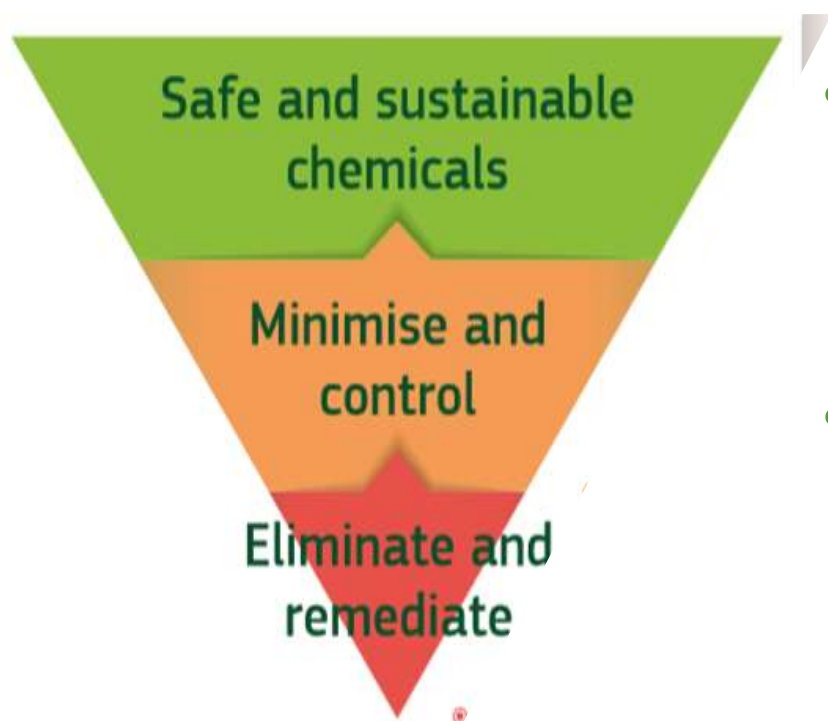 Safe and sustainable
chemicals
Minimise and
control
Eliminate and
remediate